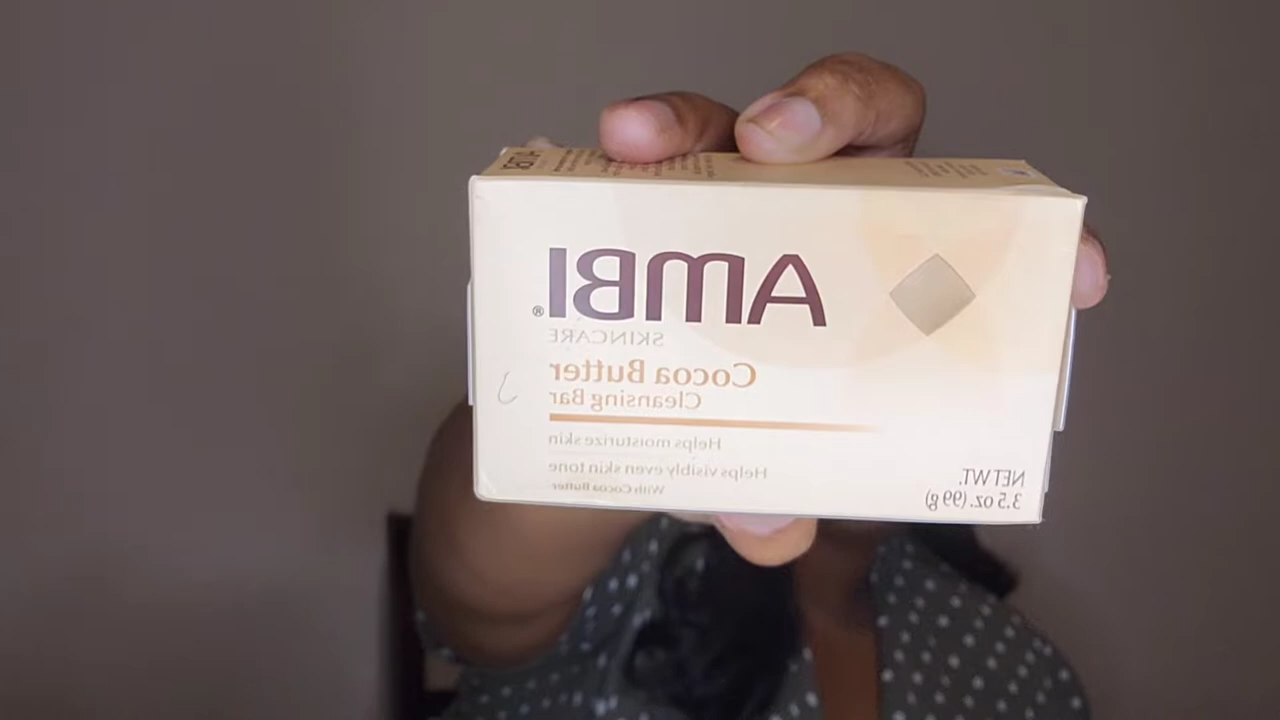 AMBI®
SKINCARE
Cocoa Butter
Cleansing Bar
Helps moisturize skin
Helps visibly even skin tone
With Cocoa Butter
NET WT.
3.5 oz. (99 g)
AMBI